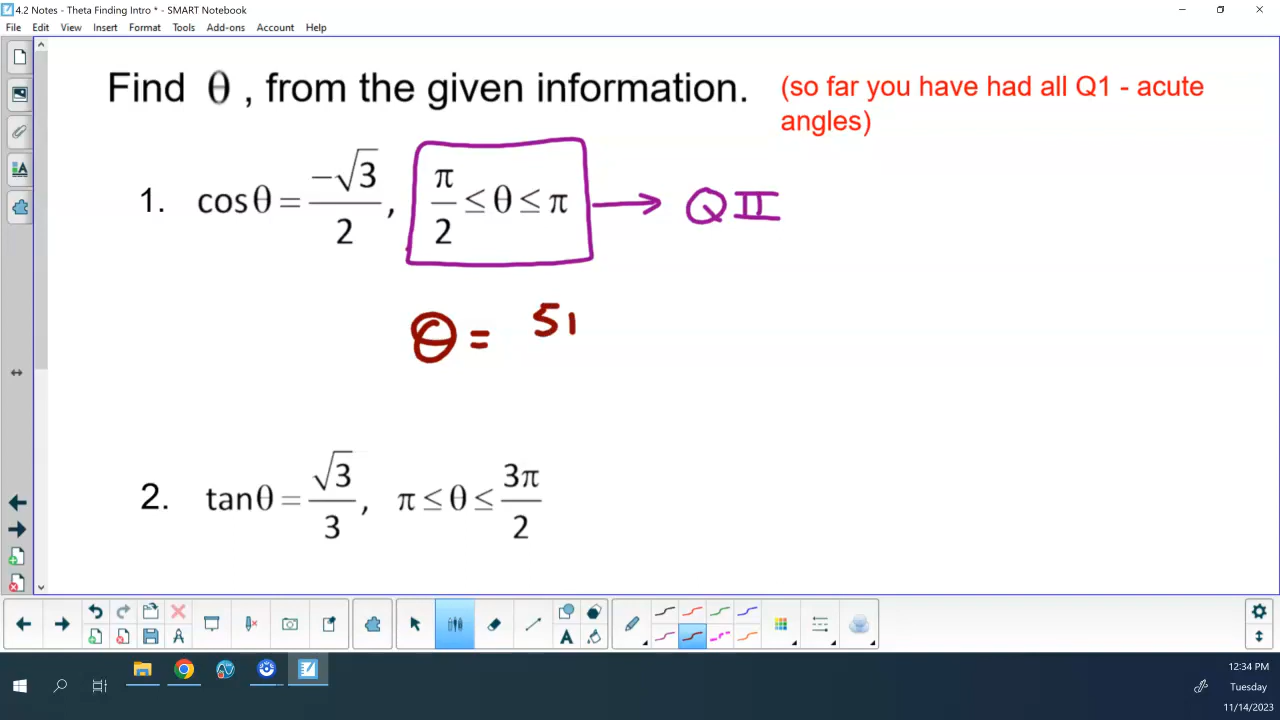 4.2 Notes - Theta Finding Intro * - SMART Notebook
File Edit View Insert Format Tools Add-ons Account Help
Find θ , from the given information.
(so far you have had all Q1 - acute
angles)
1. cosθ = −√3/2, π/2 ≤ θ ≤ π → QII
θ = 5
2. tanθ = √3/3, π ≤ θ ≤ 3π/2
12:34 PM
Tuesday
11/14/2023